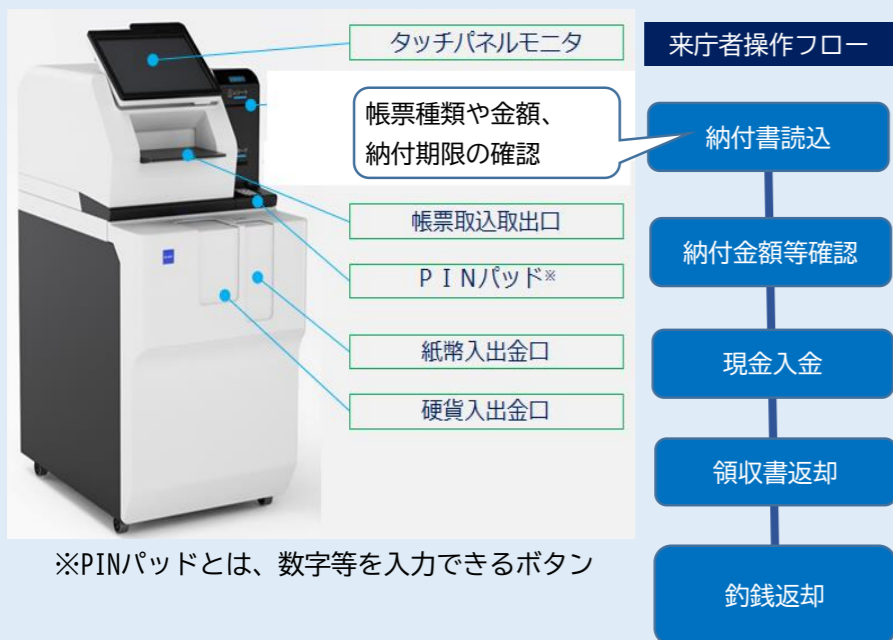 タッチパネルモニタ
帳票種類や金額、
納付期限の確認
帳票取込取出口
ＰＩＮパッド※
紙幣入出金口
硬貨入出金口
※PINパッドとは、数字等を入力できるボタン
来庁者操作フロー
納付書読込
納付金額等確認
現金入金
領収書返却
釣銭返却